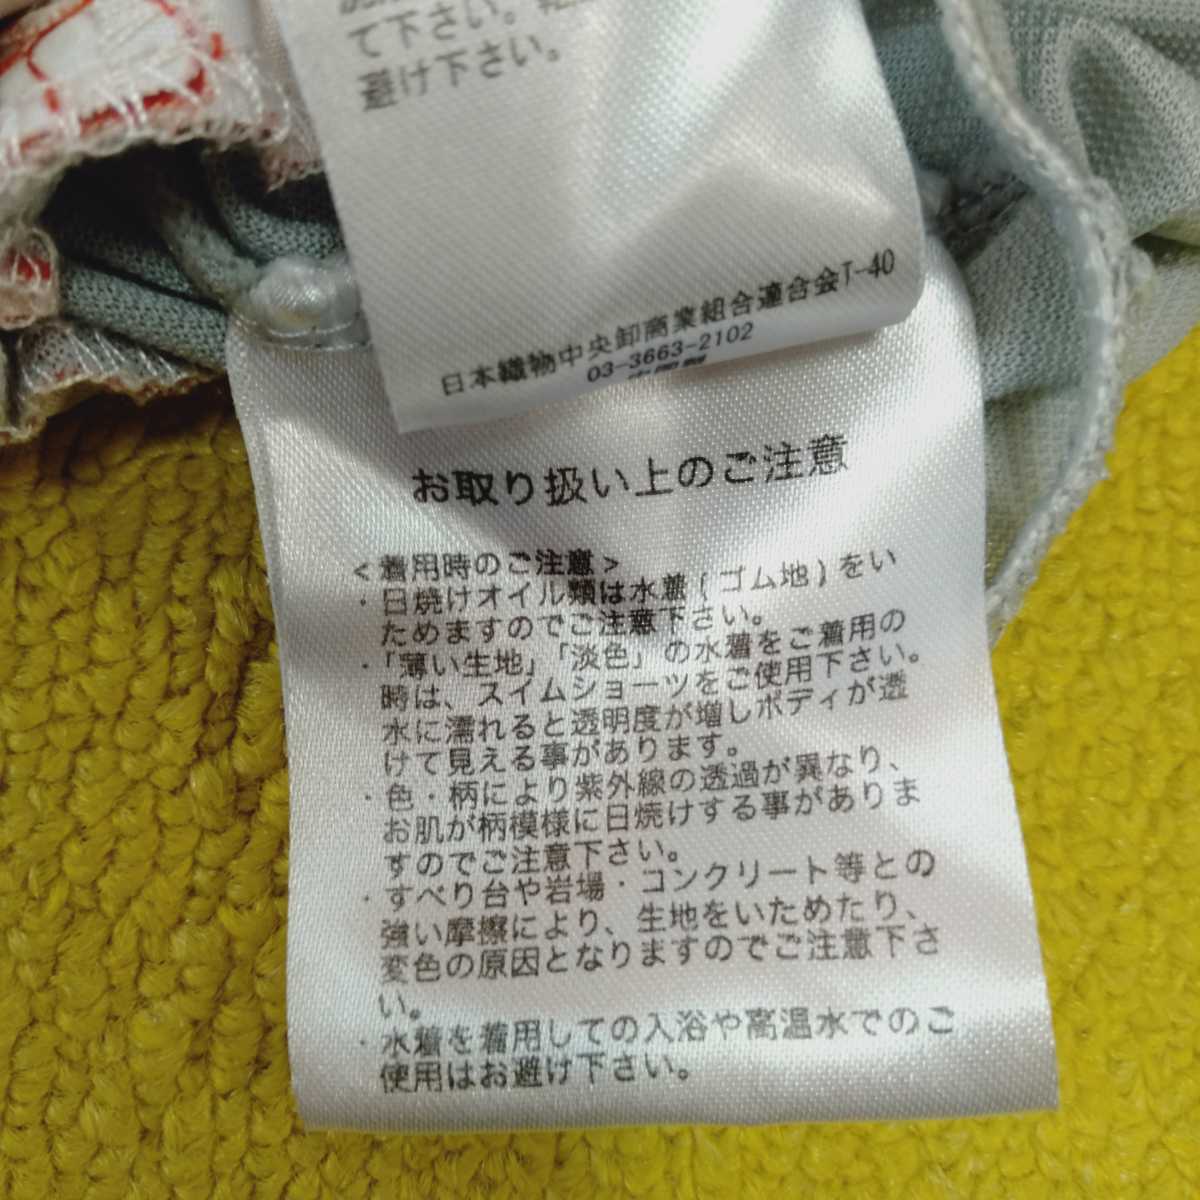 て下さい。
避け下さい。
日本織物中央卸商業組合連合会T-40
03-3663-2102
お取り扱い上のご注意
<着用時のご注意>
・日焼けオイル類は水着(ゴム地)をい
ためますのでご注意下さい。
・「薄い生地」「淡色」の水着をご着用の
時は、スイムショーツをご使用下さい。
水に濡れると透明度が増しボディが透
けて見える事があります。
・色・柄により紫外線の透過が異なり、
お肌が柄模様に日焼けする事がありま
すのでご注意下さい。
・すべり台や岩場・コンクリート等との
強い摩擦により、生地をいためたり、
変色の原因となりますのでご注意下さ
い。
・水着を着用しての入浴や高温水でのご
使用はお避け下さい。